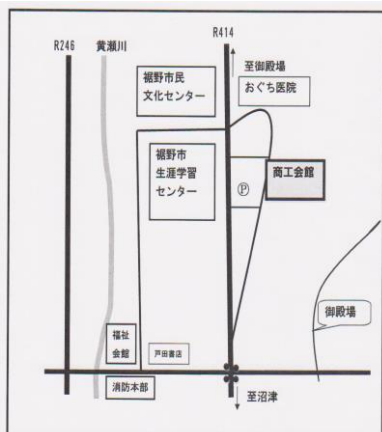 R414
R246
黄瀬川
至御殿場
おぐち医院
裾野市民
文化センター
裾野市
生涯学習
センター
Ⓟ
商工会館
御殿場
福祉
会館
戸田書店
消防本部
至沼津